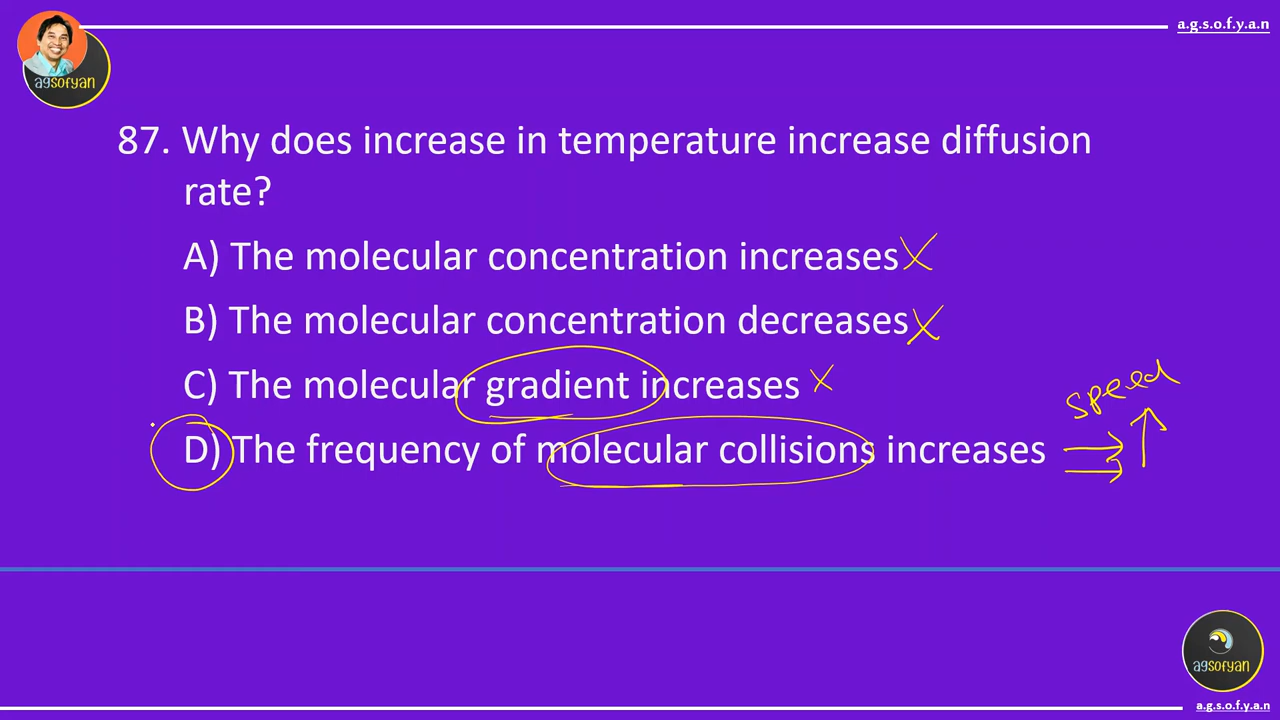 a.g.s.o.f.y.a.n
agsofyan
87. Why does increase in temperature increase diffusion
rate?
A) The molecular concentration increases
B) The molecular concentration decreases
C) The molecular gradient increases
speed
D) The frequency of molecular collisions increases
agsofyan
a.g.s.o.f.y.a.n